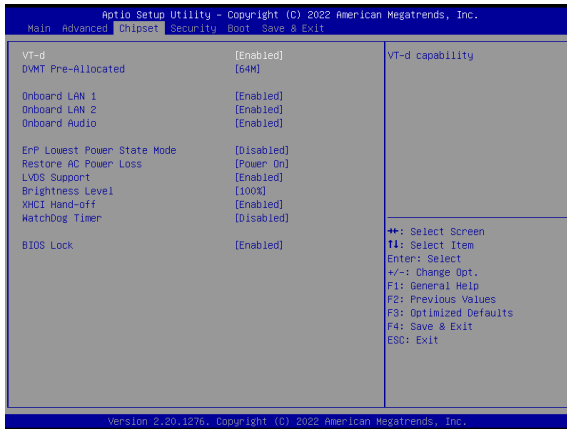 Aptio Setup Utility – Copyright (C) 2022 American Megatrends, Inc.
Main Advanced Chipset Security Boot Save & Exit
VT-d [Enabled]
DVMT Pre-Allocated [64M]
Onboard LAN 1 [Enabled]
Onboard LAN 2 [Enabled]
Onboard Audio [Enabled]
ErP Lowest Power State Mode [Disabled]
Restore AC Power Loss [Power On]
LVDS Support [Enabled]
Brightness Level [100%]
XHCI Hand-off [Enabled]
WatchDog Timer [Disabled]
BIOS Lock [Enabled]
VT-d capability
→←: Select Screen
↑↓: Select Item
Enter: Select
+/-: Change Opt.
F1: General Help
F2: Previous Values
F3: Optimized Defaults
F4: Save & Exit
ESC: Exit
Version 2.20.1276. Copyright (C) 2022 American Megatrends, Inc.